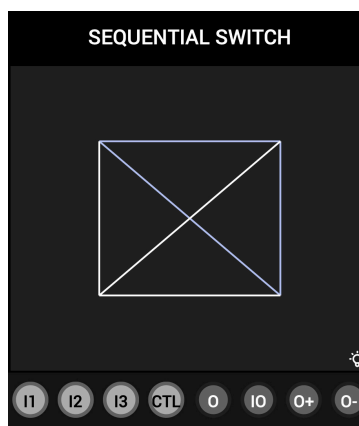 SEQUENTIAL SWITCH
I1 I2 I3 CTL O IO O+ O-